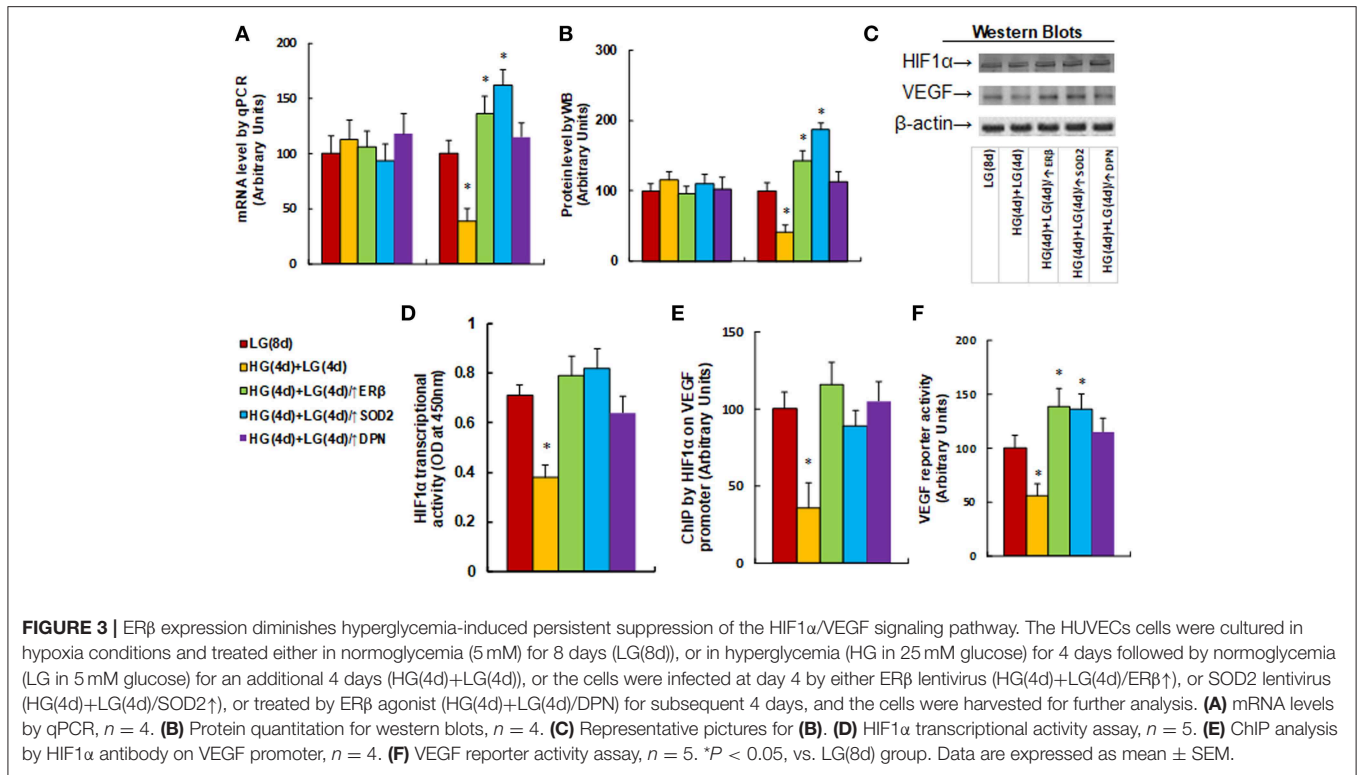 A
mRNA level by qPCR
(Arbitrary Units)
200
150
100
50
0
*
*
*
B
Protein level by WB
(Arbitrary Units)
300
200
100
0
*
*
*
C
Western Blots
HIF1α→
VEGF→
β-actin→
LG(8d)
HG(4d)+LG(4d)
HG(4d)+LG(4d)/↑ERβ
HG(4d)+LG(4d)/↑SOD2
HG(4d)+LG(4d)/↑DPN
LG(8d)
HG(4d)+LG(4d)
HG(4d)+LG(4d)/↑ERβ
HG(4d)+LG(4d)/↑SOD2
HG(4d)+LG(4d)/↑DPN
D
HIF1α transcriptional
activity (OD at 450nm)
1
0.8
0.6
0.4
0.2
0
*
E
ChIP by HIF1α on VEGF
promoter (Arbitrary Units)
150
100
50
0
*
F
VEGF reporter activity
(Arbitrary Units)
200
150
100
50
0
*
*
*
FIGURE 3 | ERβ expression diminishes hyperglycemia-induced persistent suppression of the HIF1α/VEGF signaling pathway. The HUVECs cells were cultured in
hypoxia conditions and treated either in normoglycemia (5 mM) for 8 days (LG(8d)), or in hyperglycemia (HG in 25 mM glucose) for 4 days followed by normoglycemia
(LG in 5 mM glucose) for an additional 4 days (HG(4d)+LG(4d)), or the cells were infected at day 4 by either ERβ lentivirus (HG(4d)+LG(4d)/ERβ↑), or SOD2 lentivirus
(HG(4d)+LG(4d)/SOD2↑), or treated by ERβ agonist (HG(4d)+LG(4d)/DPN) for subsequent 4 days, and the cells were harvested for further analysis. (A) mRNA levels
by qPCR, n = 4. (B) Protein quantitation for western blots, n = 4. (C) Representative pictures for (B). (D) HIF1α transcriptional activity assay, n = 5. (E) ChIP analysis
by HIF1α antibody on VEGF promoter, n = 4. (F) VEGF reporter activity assay, n = 5. *P < 0.05, vs. LG(8d) group. Data are expressed as mean ± SEM.